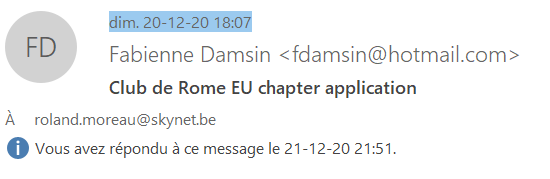 FD
dim. 20-12-20 18:07
Fabienne Damsin <fdamsin@hotmail.com>
Club de Rome EU chapter application
À roland.moreau@skynet.be
i Vous avez répondu à ce message le 21-12-20 21:51.